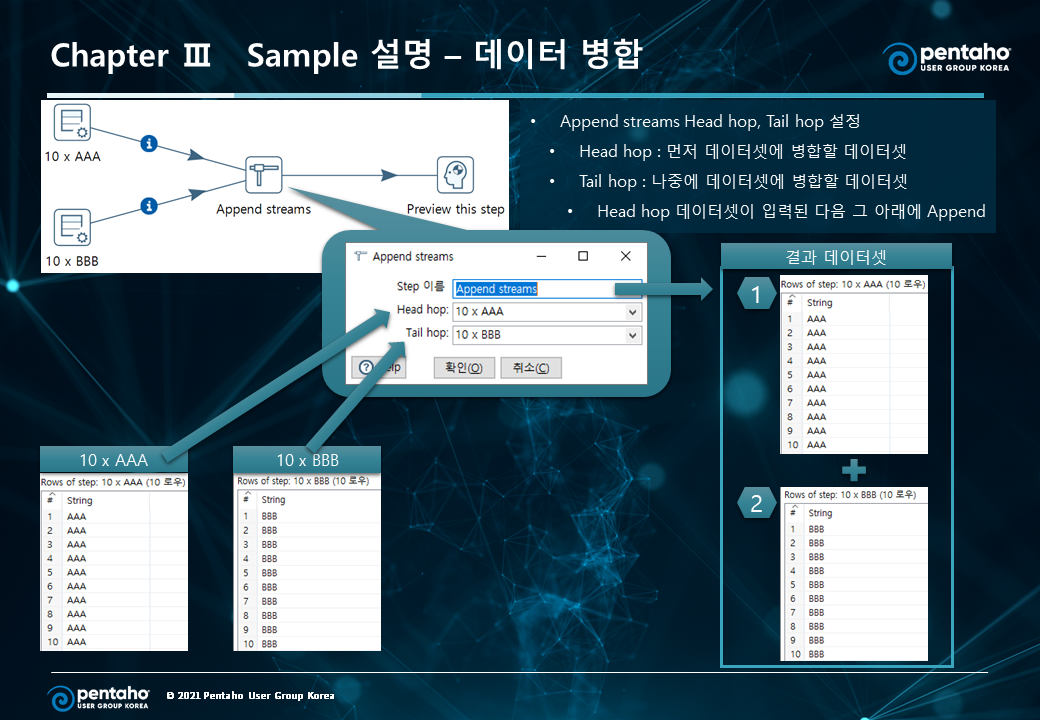 Chapter Ⅲ Sample 설명 – 데이터 병합
pentaho
USER GROUP KOREA
10 x AAA
10 x BBB
Append streams
Preview this step
• Append streams Head hop, Tail hop 설정
• Head hop : 먼저 데이터셋에 병합할 데이터셋
• Tail hop : 나중에 데이터셋에 병합할 데이터셋
• Head hop 데이터셋이 입력된 다음 그 아래에 Append
Append streams
Step 이름 Append streams
Head hop: 10 x AAA
Tail hop: 10 x BBB
확인(O) 취소(C)
10 x AAA
Rows of step: 10 x AAA (10 로우)
# String
1 AAA
2 AAA
3 AAA
4 AAA
5 AAA
6 AAA
7 AAA
8 AAA
9 AAA
10 AAA
10 x BBB
Rows of step: 10 x BBB (10 로우)
# String
1 BBB
2 BBB
3 BBB
4 BBB
5 BBB
6 BBB
7 BBB
8 BBB
9 BBB
10 BBB
결과 데이터셋
1
Rows of step: 10 x AAA (10 로우)
# String
1 AAA
2 AAA
3 AAA
4 AAA
5 AAA
6 AAA
7 AAA
8 AAA
9 AAA
10 AAA
2
Rows of step: 10 x BBB (10 로우)
# String
1 BBB
2 BBB
3 BBB
4 BBB
5 BBB
6 BBB
7 BBB
8 BBB
9 BBB
10 BBB
pentaho
USER GROUP KOREA
© 2021 Pentaho User Group Korea